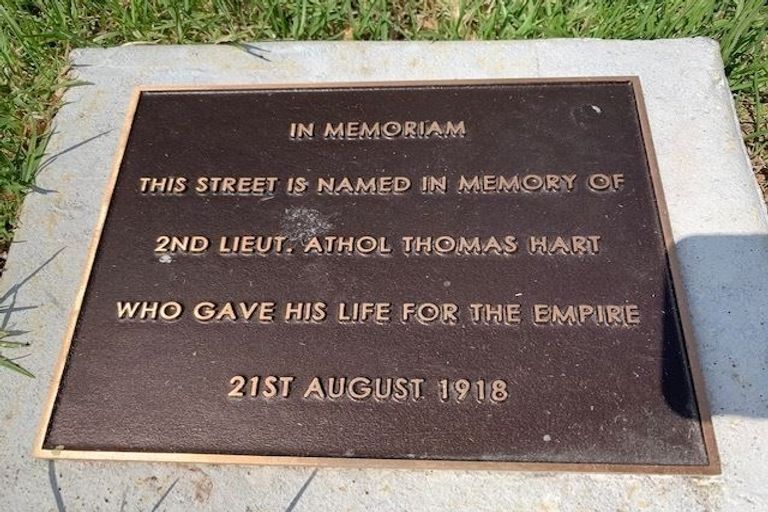 IN MEMORIAM
THIS STREET IS NAMED IN MEMORY OF
2ND LIEUT. ATHOL THOMAS HART
WHO GAVE HIS LIFE FOR THE EMPIRE
21ST AUGUST 1918